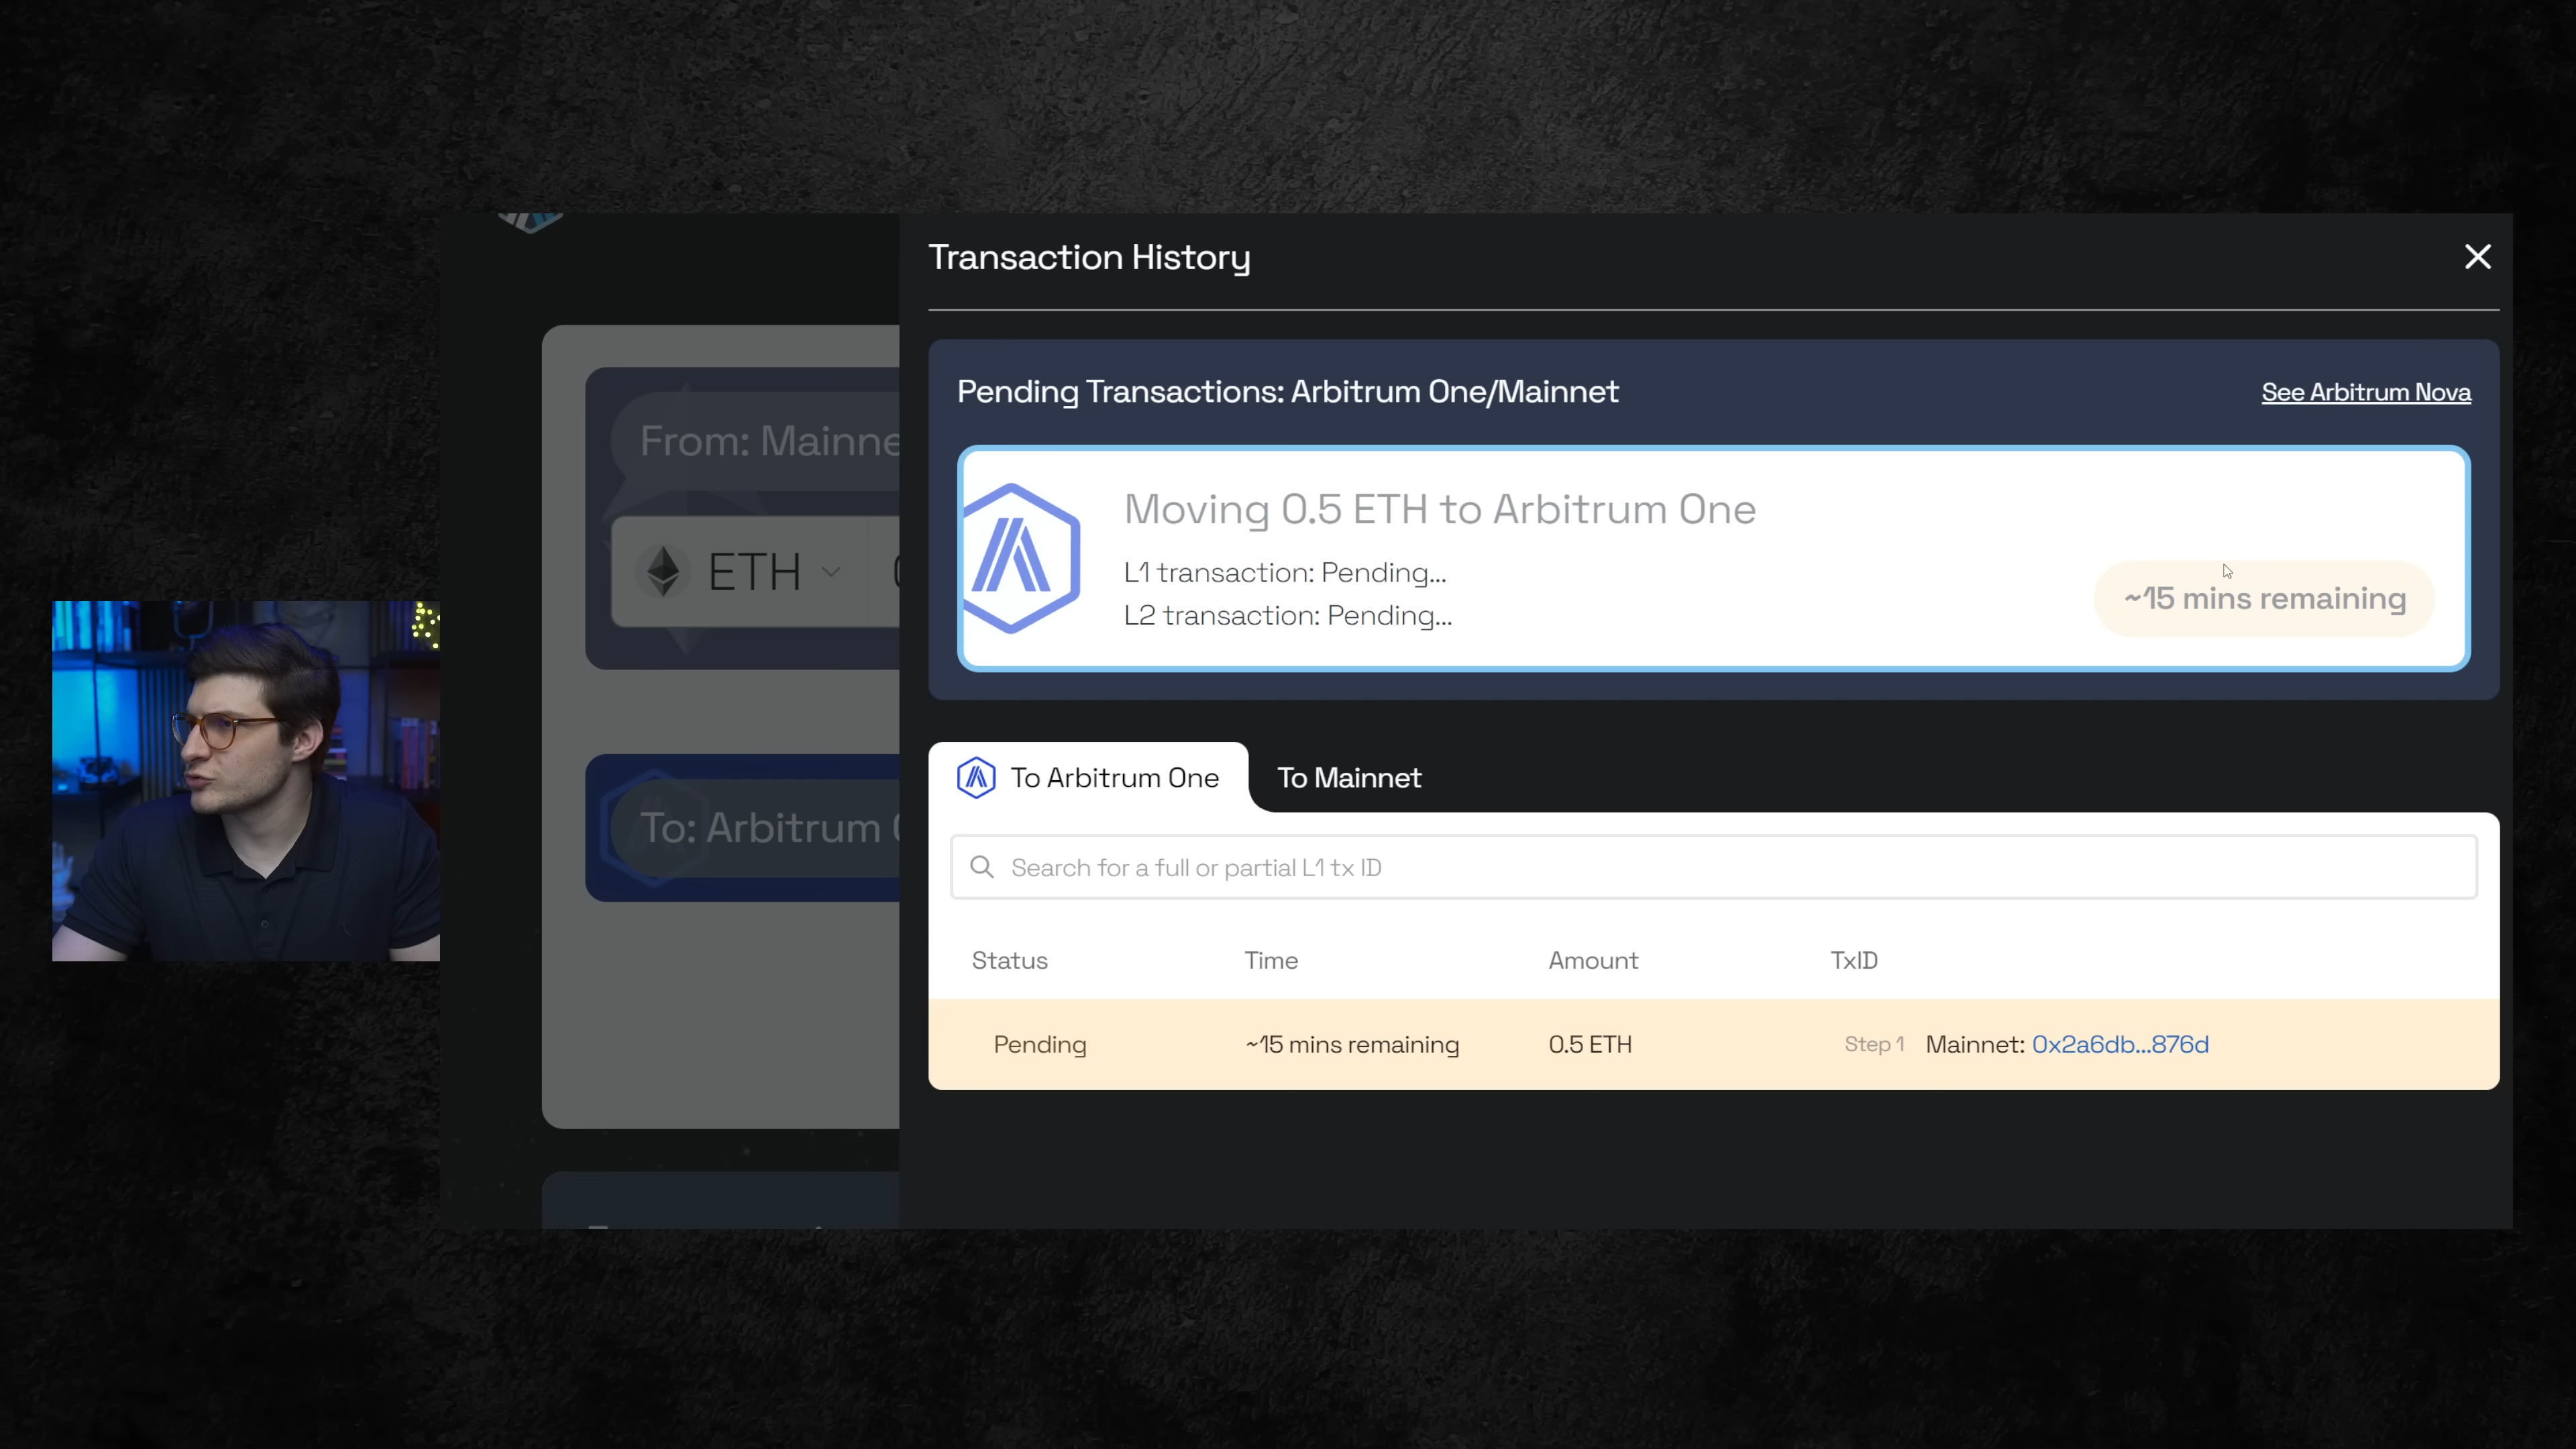 Transaction History
Pending Transactions: Arbitrum One/Mainnet
See Arbitrum Nova
Moving 0.5 ETH to Arbitrum One
L1 transaction: Pending...
L2 transaction: Pending...
~15 mins remaining
From: Mainne
ETH
To: Arbitrum
To Arbitrum One
To Mainnet
Search for a full or partial L1 tx ID
Status Time Amount TxID
Pending ~15 mins remaining 0.5 ETH Step 1 Mainnet: 0x2a6db...876d